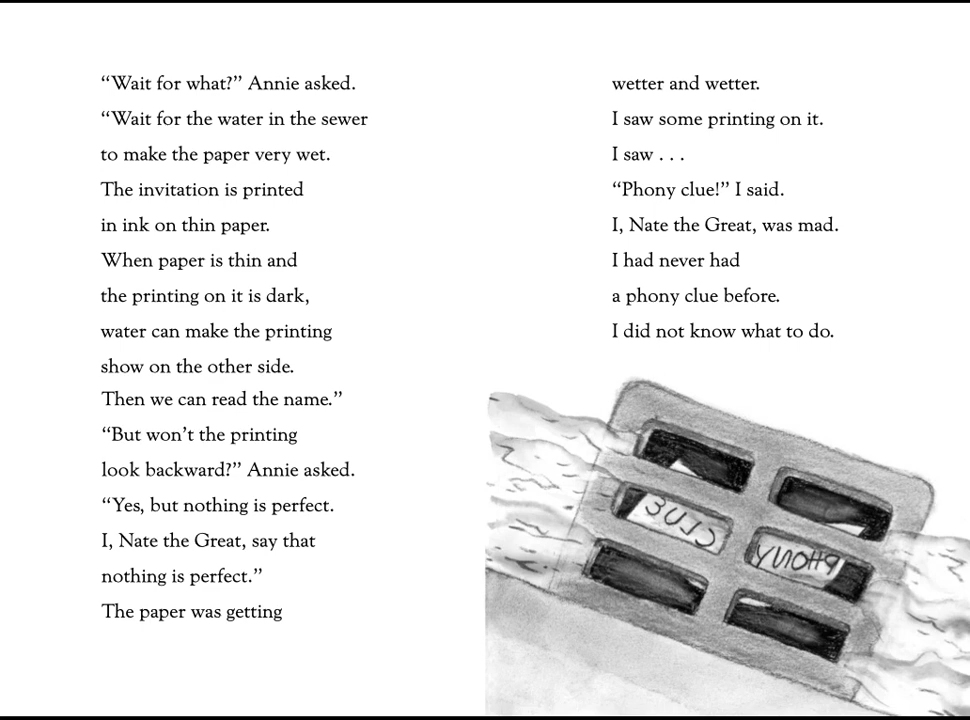 “Wait for what?” Annie asked.
“Wait for the water in the sewer
to make the paper very wet.
The invitation is printed
in ink on thin paper.
When paper is thin and
the printing on it is dark,
water can make the printing
show on the other side.
Then we can read the name.”
“But won’t the printing
look backward?” Annie asked.
“Yes, but nothing is perfect.
I, Nate the Great, say that
nothing is perfect.”
The paper was getting
wetter and wetter.
I saw some printing on it.
I saw . . .
“Phony clue!” I said.
I, Nate the Great, was mad.
I had never had
a phony clue before.
I did not know what to do.
PHONY
CLUE